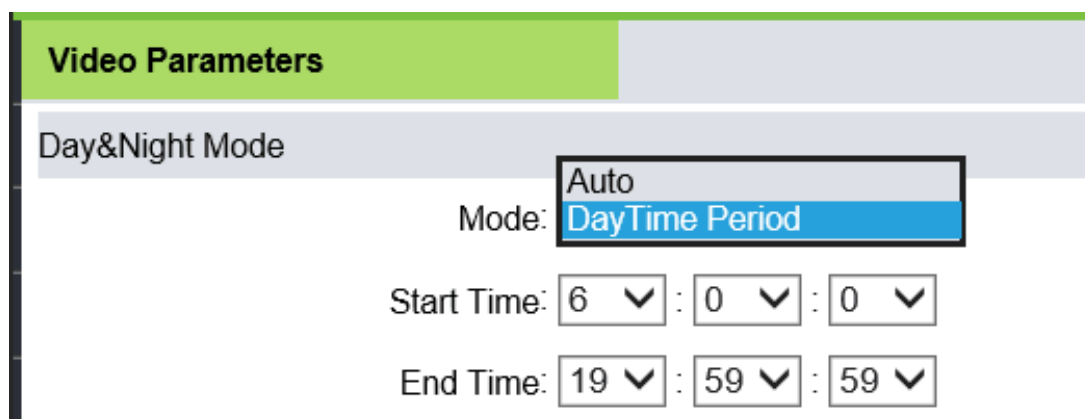 Video Parameters
Day&Night Mode
Auto
Mode: DayTime Period
Start Time: 6 : 0 : 0
End Time: 19 : 59 : 59